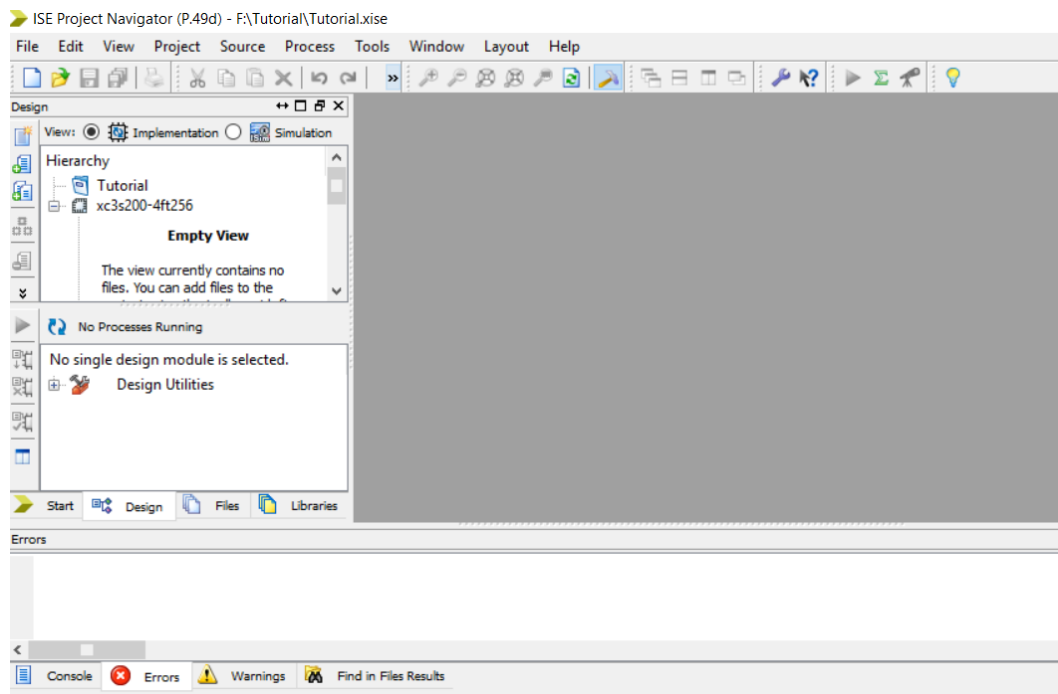 ISE Project Navigator (P.49d) - F:\Tutorial\Tutorial.xise
File Edit View Project Source Process Tools Window Layout Help
Design
View: Implementation Simulation
Hierarchy
Tutorial
xc3s200-4ft256
Empty View
The view currently contains no
files. You can add files to the
No Processes Running
No single design module is selected.
Design Utilities
Start Design Files Libraries
Errors
Console Errors Warnings Find in Files Results